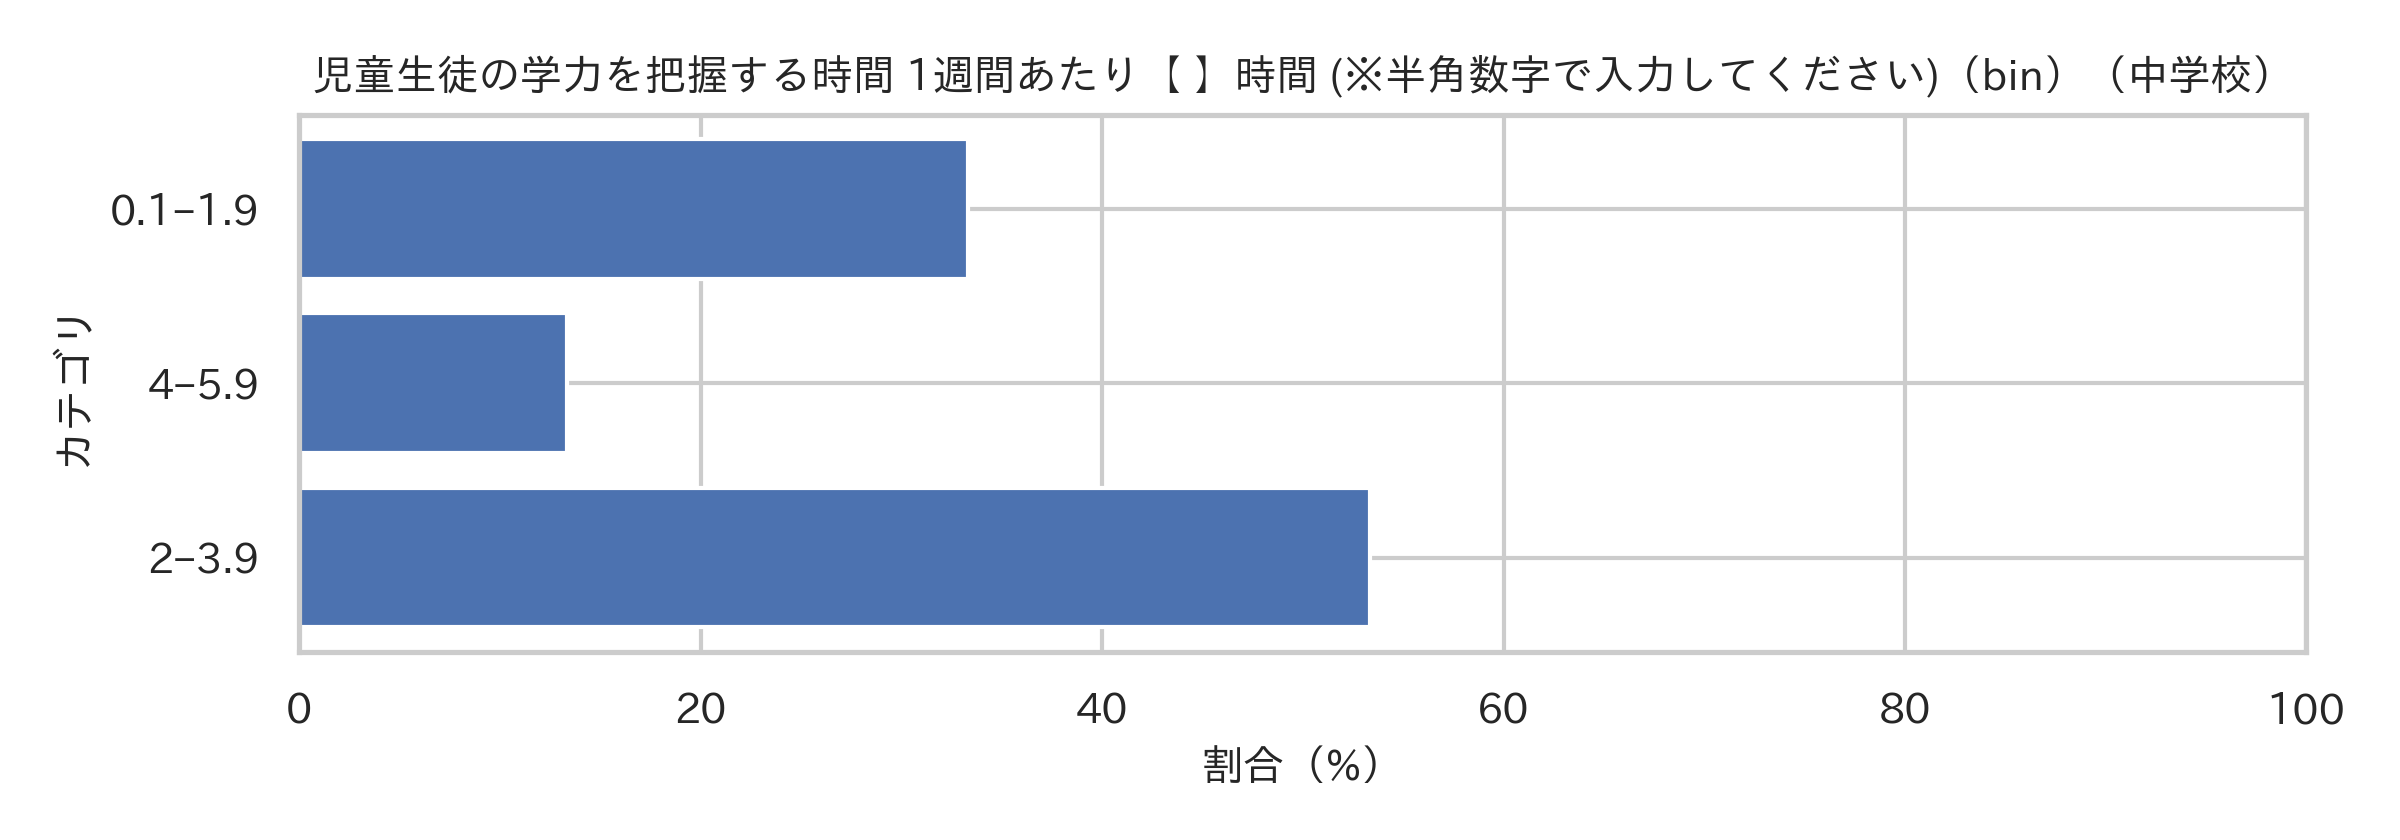 児童生徒の学力を把握する時間 1週間あたり【 】時間 (※半角数字で入力してください)（bin）（中学校）
カテゴリ
0.1–1.9
4–5.9
2–3.9
0 20 40 60 80 100
割合（%）